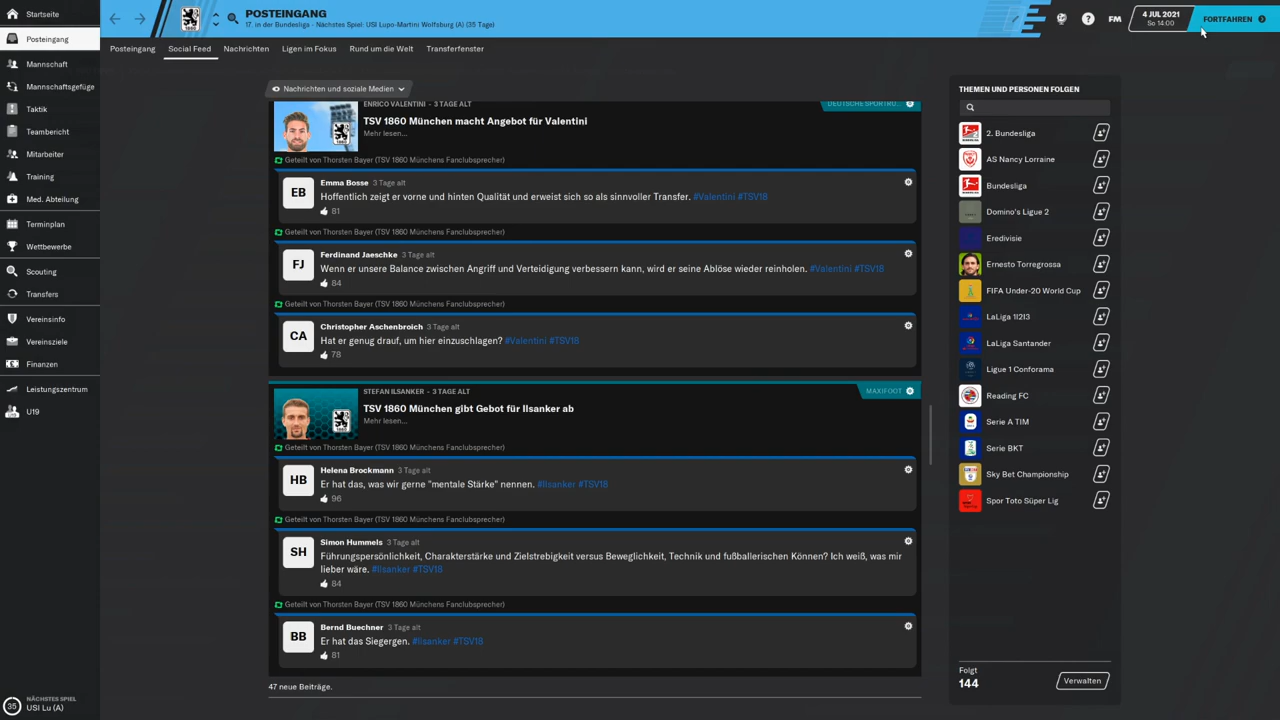 Startseite
Posteingang
Mannschaft
Mannschaftsgefüge
Taktik
Teambericht
Mitarbeiter
Training
Med. Abteilung
Terminplan
Wettbewerbe
Scouting
Transfers
Vereinsinfo
Vereinsziele
Finanzen
Leistungszentrum
U19
35 NÄCHSTES SPIEL
USI Lu (A)
POSTEINGANG
17. in der Bundesliga - Nächstes Spiel: USI Lupo-Martini Wolfsburg (A) (35 Tage)
FM
4 JUL 2021
So 14:00
FORTFAHREN
Posteingang Social Feed Nachrichten Ligen im Fokus Rund um die Welt Transferfenster
Nachrichten und soziale Medien
ENRICO VALENTINI - 3 TAGE ALT
DEUTSCHE SPORTRU...
TSV 1860 München macht Angebot für Valentini
Mehr lesen...
Geteilt von Thorsten Bayer (TSV 1860 Münchens Fanclubsprecher)
EB
Emma Bosse 3 Tage alt
Hoffentlich zeigt er vorne und hinten Qualität und erweist sich so als sinnvoller Transfer. #Valentini #TSV18
81
Geteilt von Thorsten Bayer (TSV 1860 Münchens Fanclubsprecher)
FJ
Ferdinand Jaeschke 3 Tage alt
Wenn er unsere Balance zwischen Angriff und Verteidigung verbessern kann, wird er seine Ablöse wieder reinholen. #Valentini #TSV18
84
Geteilt von Thorsten Bayer (TSV 1860 Münchens Fanclubsprecher)
CA
Christopher Aschenbroich 3 Tage alt
Hat er genug drauf, um hier einzuschlagen? #Valentini #TSV18
78
STEFAN ILSANKER - 3 TAGE ALT
MAXIFOOT
TSV 1860 München gibt Gebot für Ilsanker ab
Mehr lesen...
Geteilt von Thorsten Bayer (TSV 1860 Münchens Fanclubsprecher)
HB
Helena Brockmann 3 Tage alt
Er hat das, was wir gerne "mentale Stärke" nennen. #Ilsanker #TSV18
96
Geteilt von Thorsten Bayer (TSV 1860 Münchens Fanclubsprecher)
SH
Simon Hummels 3 Tage alt
Führungspersönlichkeit, Charakterstärke und Zielstrebigkeit versus Beweglichkeit, Technik und fußballerischen Können? Ich weiß, was mir
lieber wäre. #Ilsanker #TSV18
84
Geteilt von Thorsten Bayer (TSV 1860 Münchens Fanclubsprecher)
BB
Bernd Buechner 3 Tage alt
Er hat das Siegergen. #Ilsanker #TSV18
81
47 neue Beiträge.
THEMEN UND PERSONEN FOLGEN
2. Bundesliga
AS Nancy Lorraine
Bundesliga
Domino's Ligue 2
Eredivisie
Ernesto Torregrossa
FIFA Under-20 World Cup
LaLiga 1|2|3
LaLiga Santander
Ligue 1 Conforama
Reading FC
Serie A TIM
Serie BKT
Sky Bet Championship
Spor Toto Süper Lig
Folgt
144
Verwalten